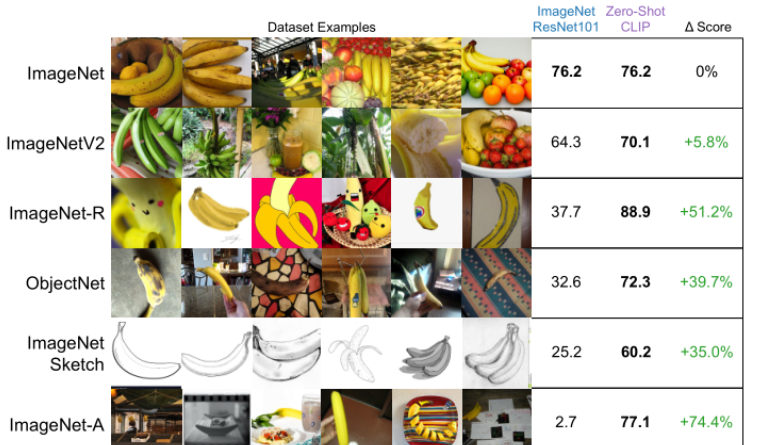 Dataset Examples
ImageNet ResNet101
Zero-Shot CLIP
Δ Score
ImageNet 76.2 76.2 0%
ImageNetV2 64.3 70.1 +5.8%
ImageNet-R 37.7 88.9 +51.2%
ObjectNet 32.6 72.3 +39.7%
ImageNet Sketch 25.2 60.2 +35.0%
ImageNet-A 2.7 77.1 +74.4%